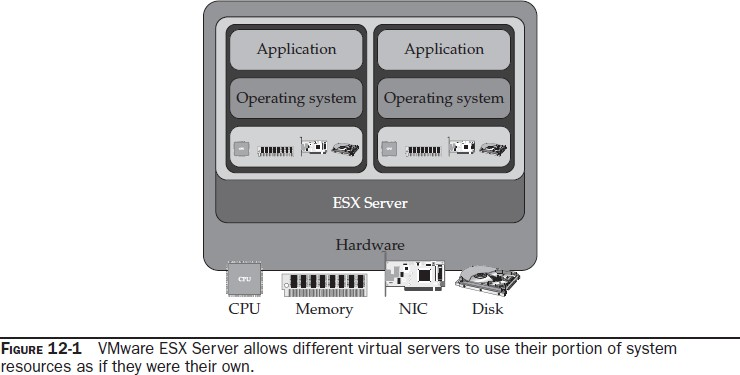 Application Application
Operating system Operating system
ESX Server
Hardware
CPU
CPU Memory NIC Disk
FIGURE 12-1 VMware ESX Server allows different virtual servers to use their portion of system
resources as if they were their own.